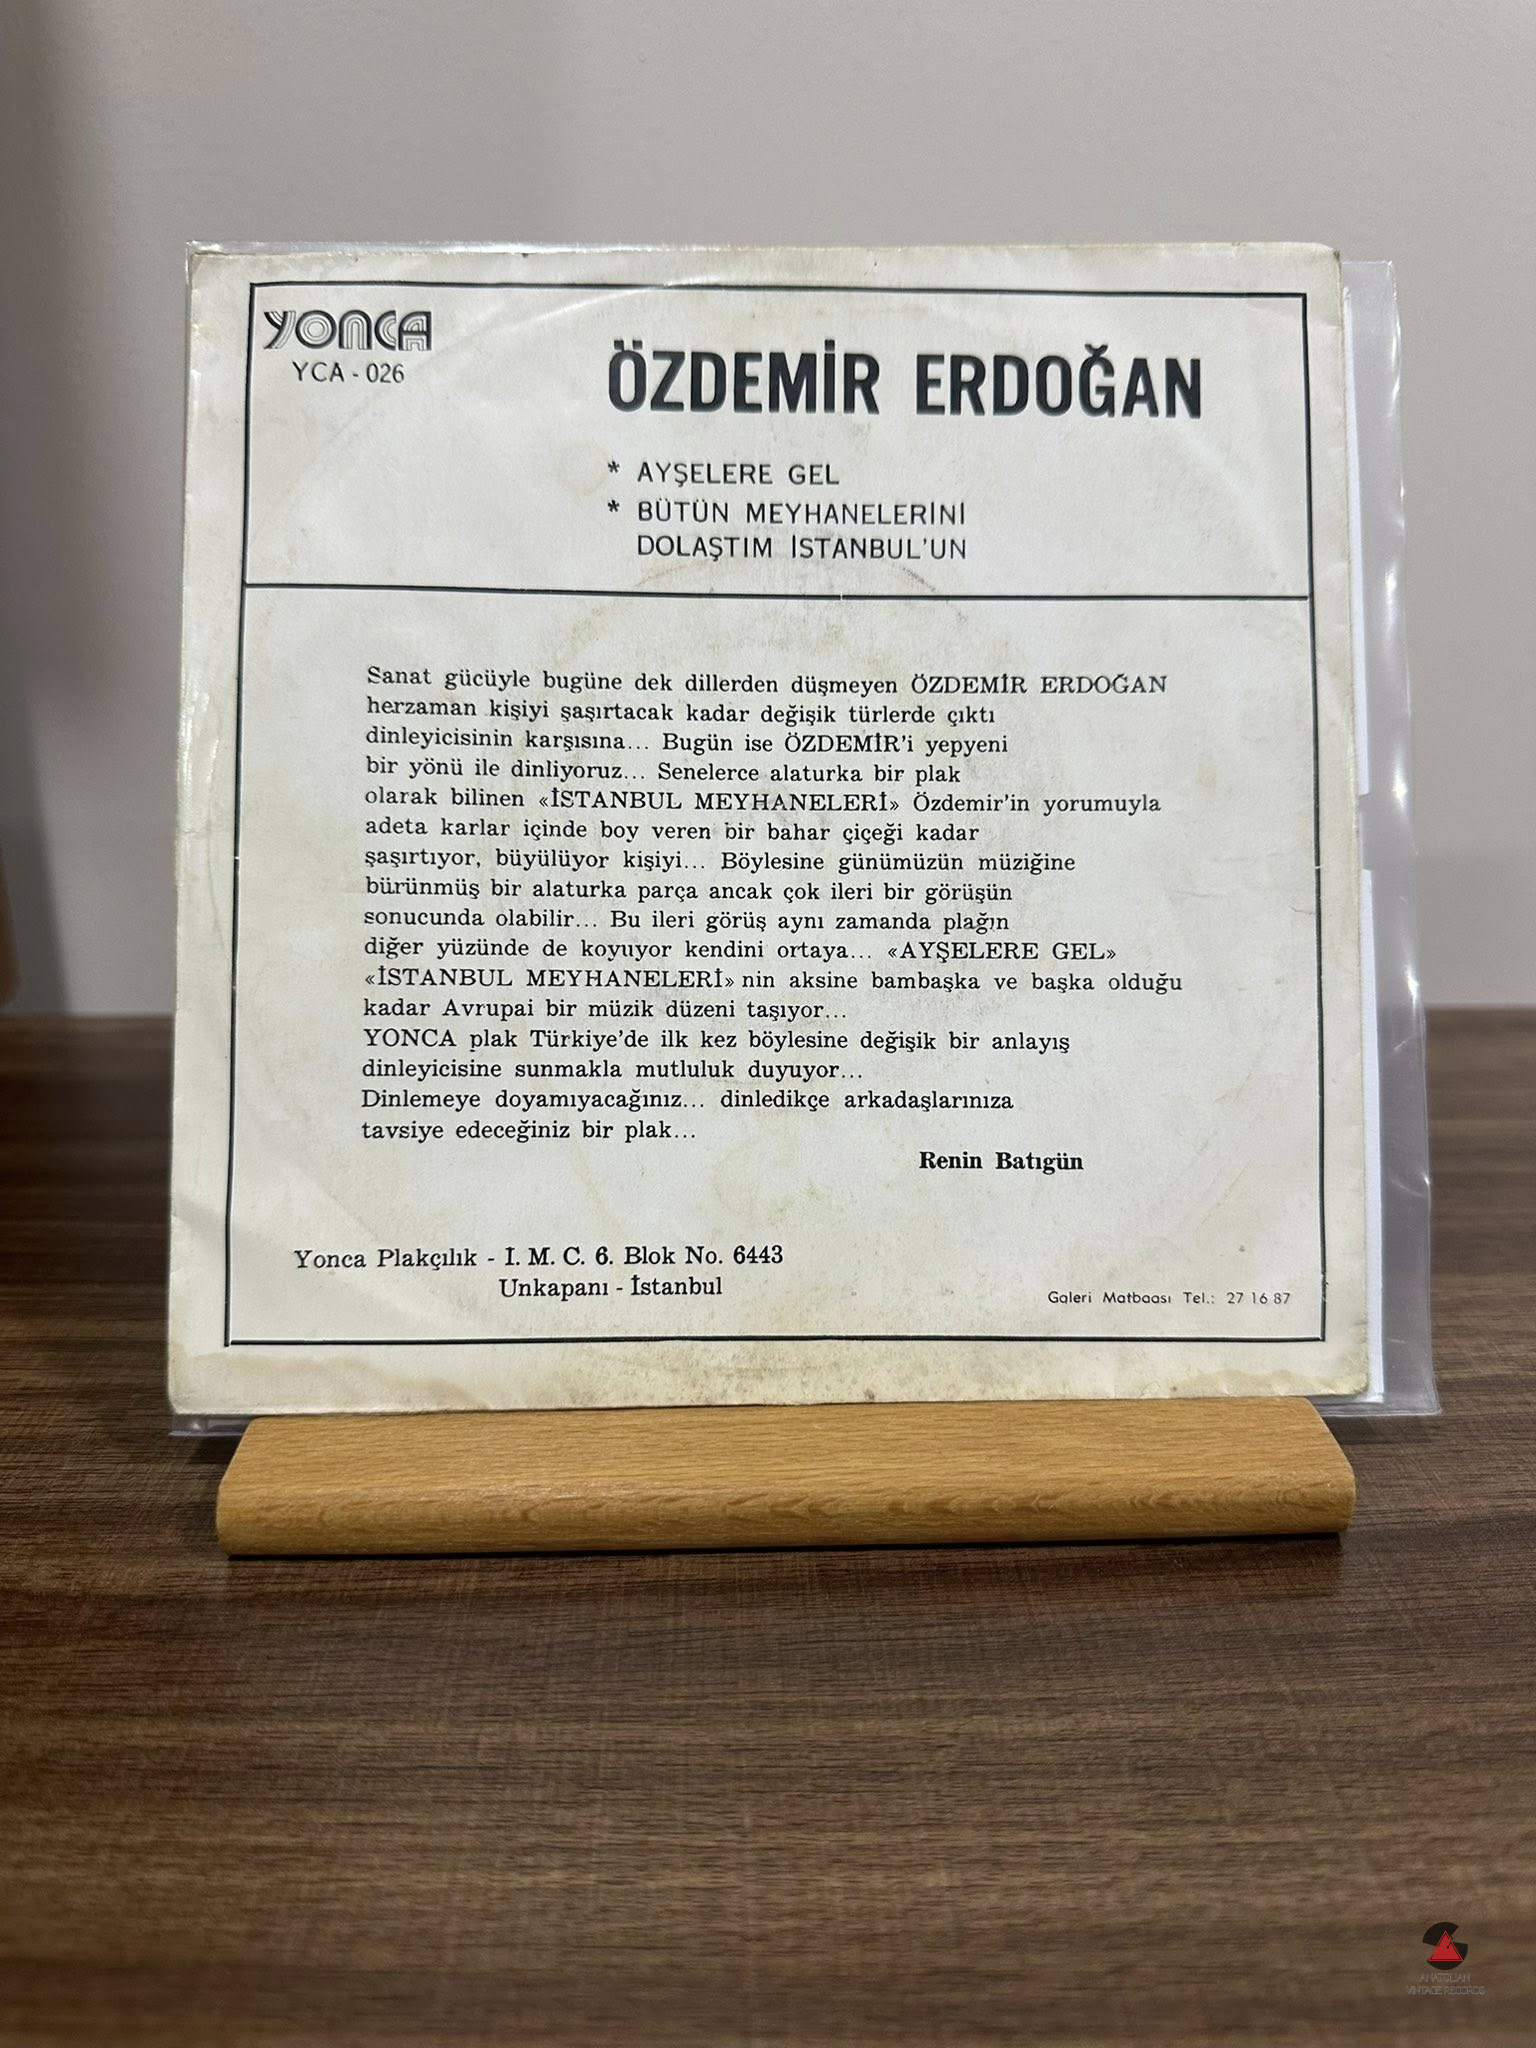 YONCA
YCA - 026
ÖZDEMİR ERDOĞAN
* AYŞELERE GEL
* BÜTÜN MEYHANELERİNİ
DOLAŞTIM İSTANBUL'UN
Sanat gücüyle bugüne dek dillerden düşmeyen ÖZDEMİR ERDOĞAN
herzaman kişiyi şaşırtacak kadar değişik türlerde çıktı
dinleyicisinin karşısına... Bugün ise ÖZDEMİR'i yepyeni
bir yönü ile dinliyoruz... Senelerce alaturka bir plak
olarak bilinen «İSTANBUL MEYHANELERİ» Özdemir'in yorumuyla
adeta karlar içinde boy veren bir bahar çiçeği kadar
şaşırtıyor, büyülüyor kişiyi... Böylesine günümüzün müziğine
bürünmüş bir alaturka parça ancak çok ileri bir görüşün
sonucunda olabilir... Bu ileri görüş aynı zamanda plağın
diğer yüzünde de koyuyor kendini ortaya... «AYŞELERE GEL»
«İSTANBUL MEYHANELERİ» nin aksine bambaşka ve başka olduğu
kadar Avrupai bir müzik düzeni taşıyor...
YONCA plak Türkiye'de ilk kez böylesine değişik bir anlayış
dinleyicisine sunmakla mutluluk duyuyor...
Dinlemeye doyamıyacağınız... dinledikçe arkadaşlarınıza
tavsiye edeceğiniz bir plak...
Renin Batıgün
Yonca Plakçılık - I. M. C. 6. Blok No. 6443
Unkapanı - İstanbul
Galeri Matbaası Tel.: 27 16 87
ANATOLIAN
VINTAGE RECORDS